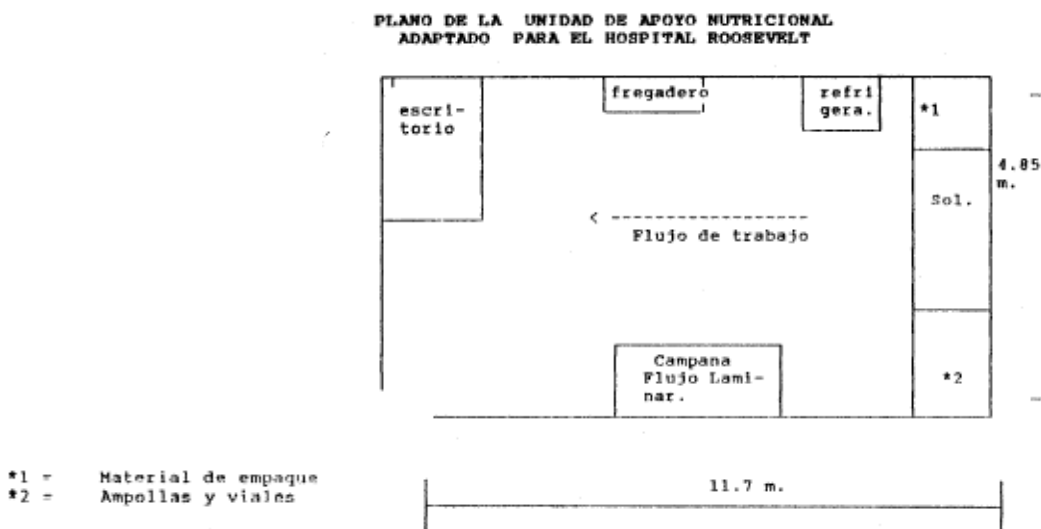 PLANO DE LA UNIDAD DE APOYO NUTRICIONAL
ADAPTADO PARA EL HOSPITAL ROOSEVELT
escri-
torio
fregadero
refri
gera.
*1
4.85
m.
Sol.
< - - - - - - - - - - - - - - - -
Flujo de trabajo
Campana
Flujo Lami-
nar.
*2
*1 = Material de empaque
*2 = Ampollas y viales
11.7 m.